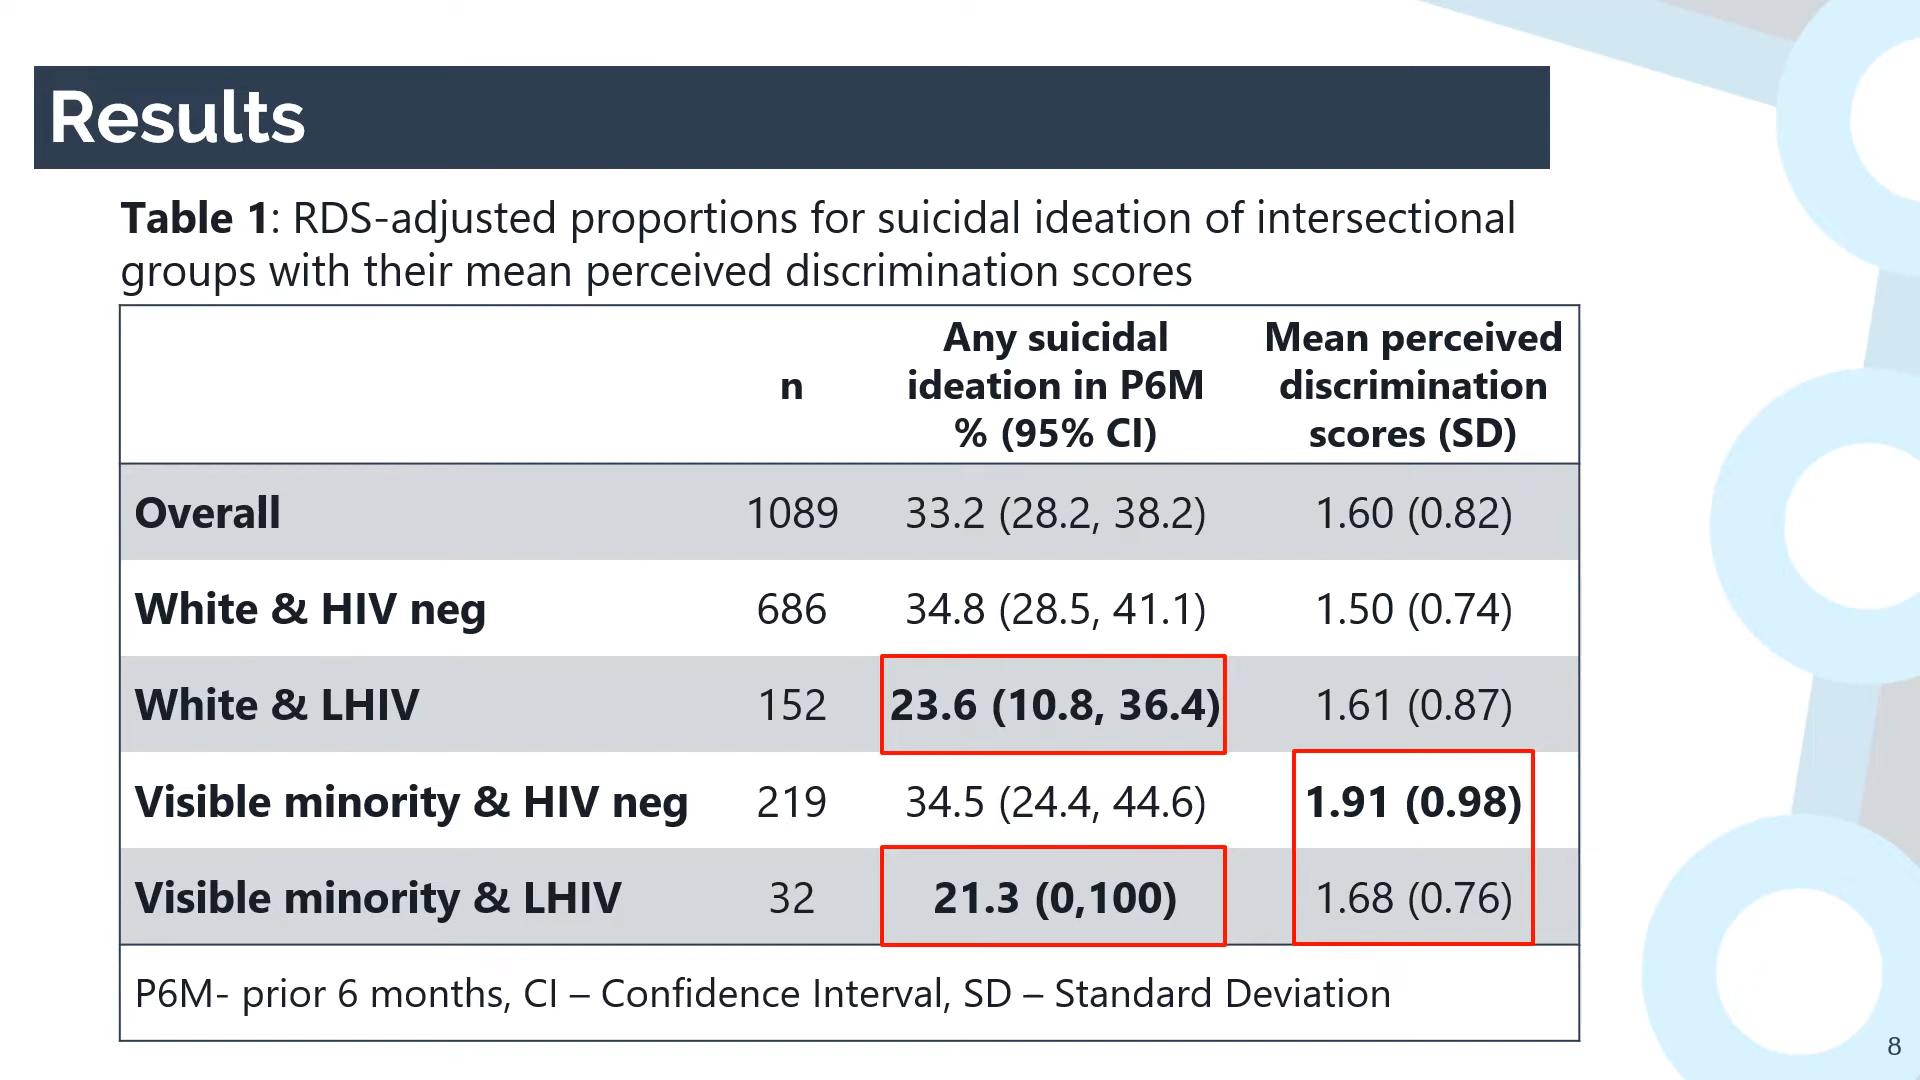 Results
Table 1: RDS-adjusted proportions for suicidal ideation of intersectional
groups with their mean perceived discrimination scores
n
Any suicidal
ideation in P6M
% (95% CI)
Mean perceived
discrimination
scores (SD)
Overall 1089 33.2 (28.2, 38.2) 1.60 (0.82)
White & HIV neg 686 34.8 (28.5, 41.1) 1.50 (0.74)
White & LHIV 152 23.6 (10.8, 36.4) 1.61 (0.87)
Visible minority & HIV neg 219 34.5 (24.4, 44.6) 1.91 (0.98)
Visible minority & LHIV 32 21.3 (0,100) 1.68 (0.76)
P6M- prior 6 months, CI – Confidence Interval, SD – Standard Deviation
8